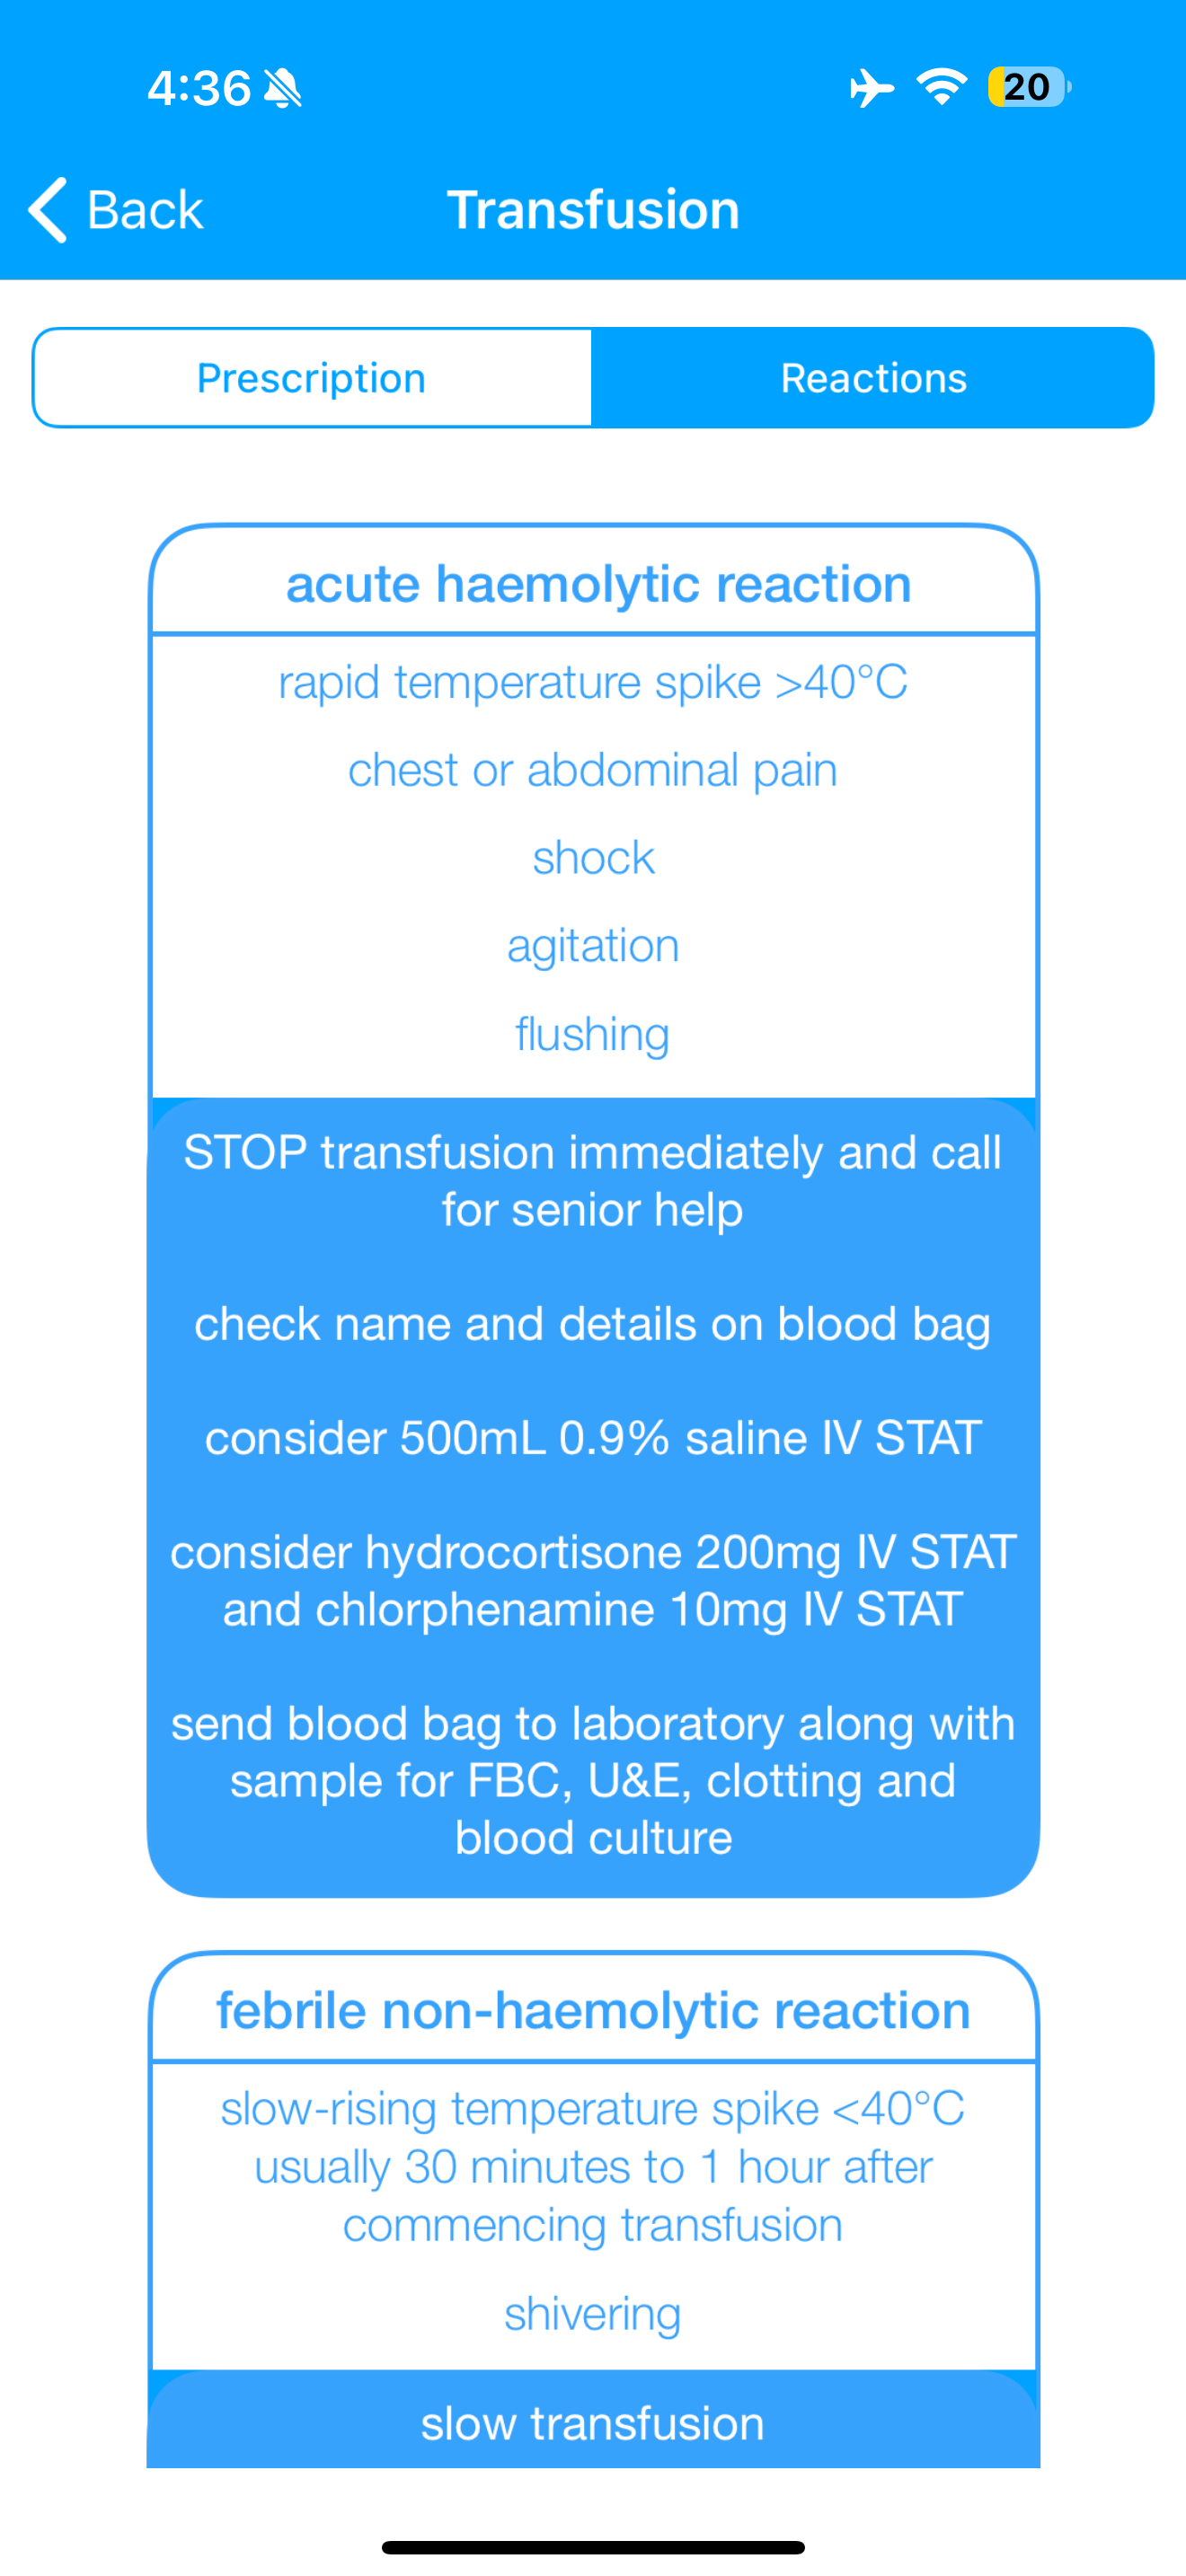 4:36
20
Back
Transfusion
Prescription
Reactions
acute haemolytic reaction
rapid temperature spike >40°C
chest or abdominal pain
shock
agitation
flushing
STOP transfusion immediately and call
for senior help
check name and details on blood bag
consider 500mL 0.9% saline IV STAT
consider hydrocortisone 200mg IV STAT
and chlorphenamine 10mg IV STAT
send blood bag to laboratory along with
sample for FBC, U&E, clotting and
blood culture
febrile non-haemolytic reaction
slow-rising temperature spike <40°C
usually 30 minutes to 1 hour after
commencing transfusion
shivering
slow transfusion